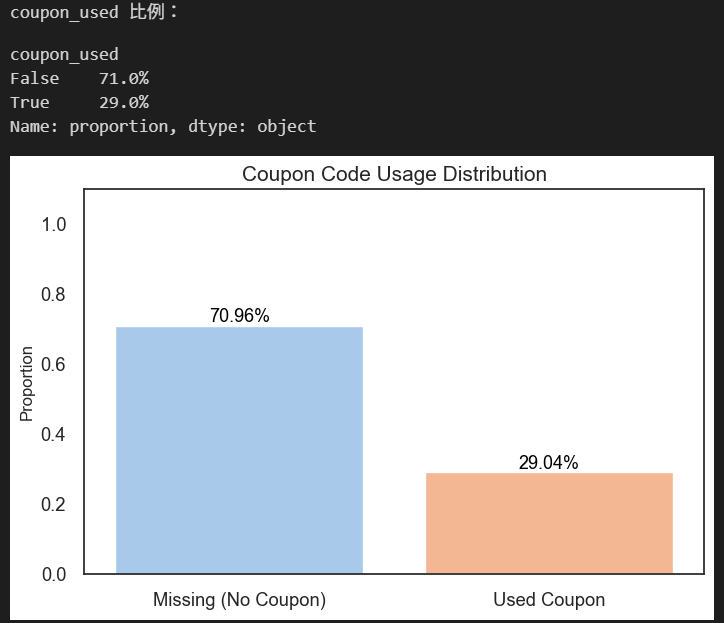 coupon_used 比例：
coupon_used
False    71.0%
True     29.0%
Name: proportion, dtype: object
Coupon Code Usage Distribution
1.0
0.8
0.6
0.4
0.2
0.0
Proportion
70.96%
29.04%
Missing (No Coupon)
Used Coupon